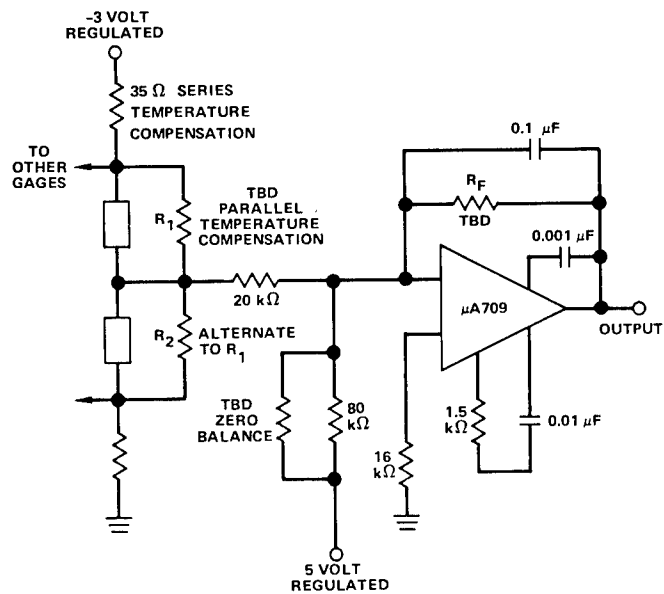 –3 VOLT
REGULATED
35 Ω SERIES
TEMPERATURE
COMPENSATION
TO
OTHER
GAGES
R1
TBD
PARALLEL
TEMPERATURE
COMPENSATION
20 kΩ
R2
ALTERNATE
TO R1
TBD
ZERO
BALANCE
80
kΩ
5 VOLT
REGULATED
0.1 μF
RF
TBD
0.001 μF
μA709
OUTPUT
1.5
kΩ
0.01 μF
16
kΩ